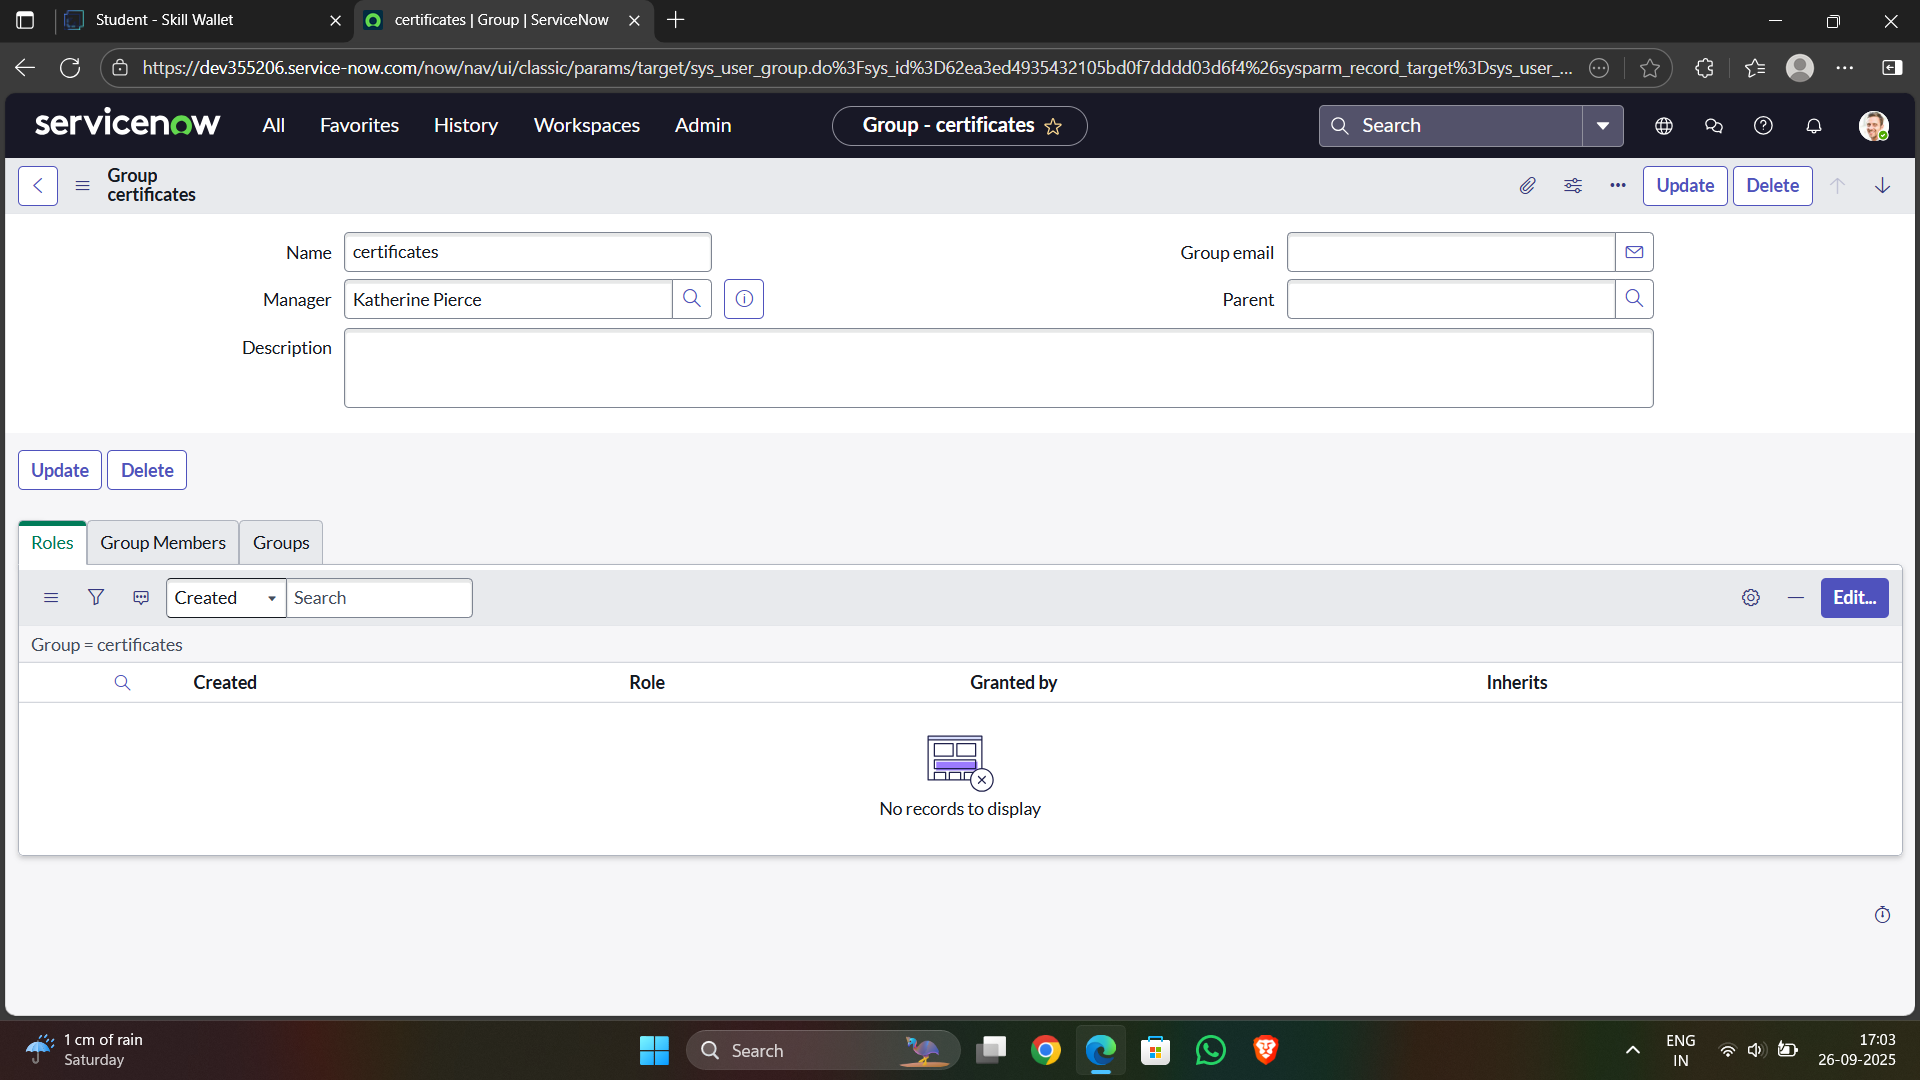 Student - Skill Wallet
certificates | Group | ServiceNow
https://dev355206.service-now.com/now/nav/ui/classic/params/target/sys_user_group.do%3Fsys_id%3D62ea3ed4935432105bd0f7dddd03d6f4%26sysparm_record_target%3Dsys_user_...
servicenow
All
Favorites
History
Workspaces
Admin
Group - certificates
Search
Group
certificates
Update
Delete
Name
certificates
Group email
Manager
Katherine Pierce
Parent
Description
Update
Delete
Roles
Group Members
Groups
Created
Search
Edit...
Group = certificates
Created
Role
Granted by
Inherits
No records to display
1 cm of rain
Saturday
Search
ENG
IN
17:03
26-09-2025